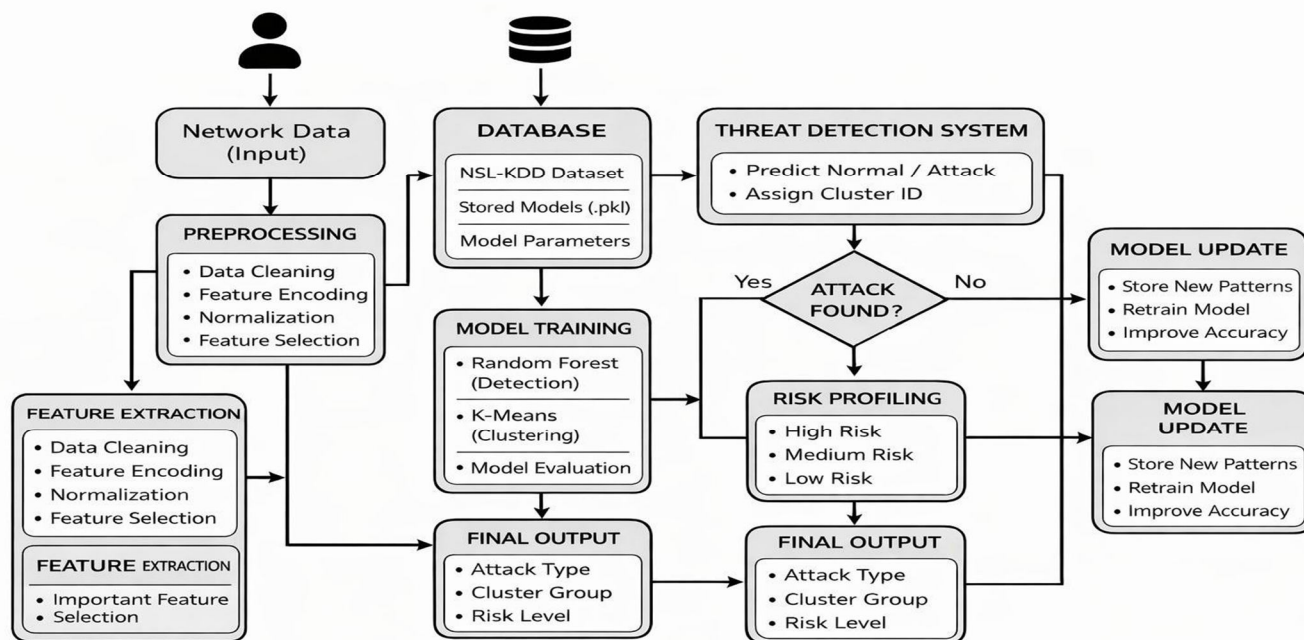 Network Data
(Input)
PREPROCESSING
• Data Cleaning
• Feature Encoding
• Normalization
• Feature Selection
FEATURE EXTRACTION
• Data Cleaning
• Feature Encoding
• Normalization
• Feature Selection
FEATURE EXTRACTION
• Important Feature
• Selection
DATABASE
NSL-KDD Dataset
Stored Models (.pkl)
Model Parameters
MODEL TRAINING
• Random Forest
(Detection)
• K-Means
(Clustering)
• Model Evaluation
FINAL OUTPUT
• Attack Type
• Cluster Group
• Risk Level
THREAT DETECTION SYSTEM
• Predict Normal / Attack
• Assign Cluster ID
Yes
ATTACK
FOUND?
No
RISK PROFILING
• High Risk
• Medium Risk
• Low Risk
FINAL OUTPUT
• Attack Type
• Cluster Group
• Risk Level
MODEL UPDATE
• Store New Patterns
• Retrain Model
• Improve Accuracy
MODEL
UPDATE
• Store New Patterns
• Retrain Model
• Improve Accuracy